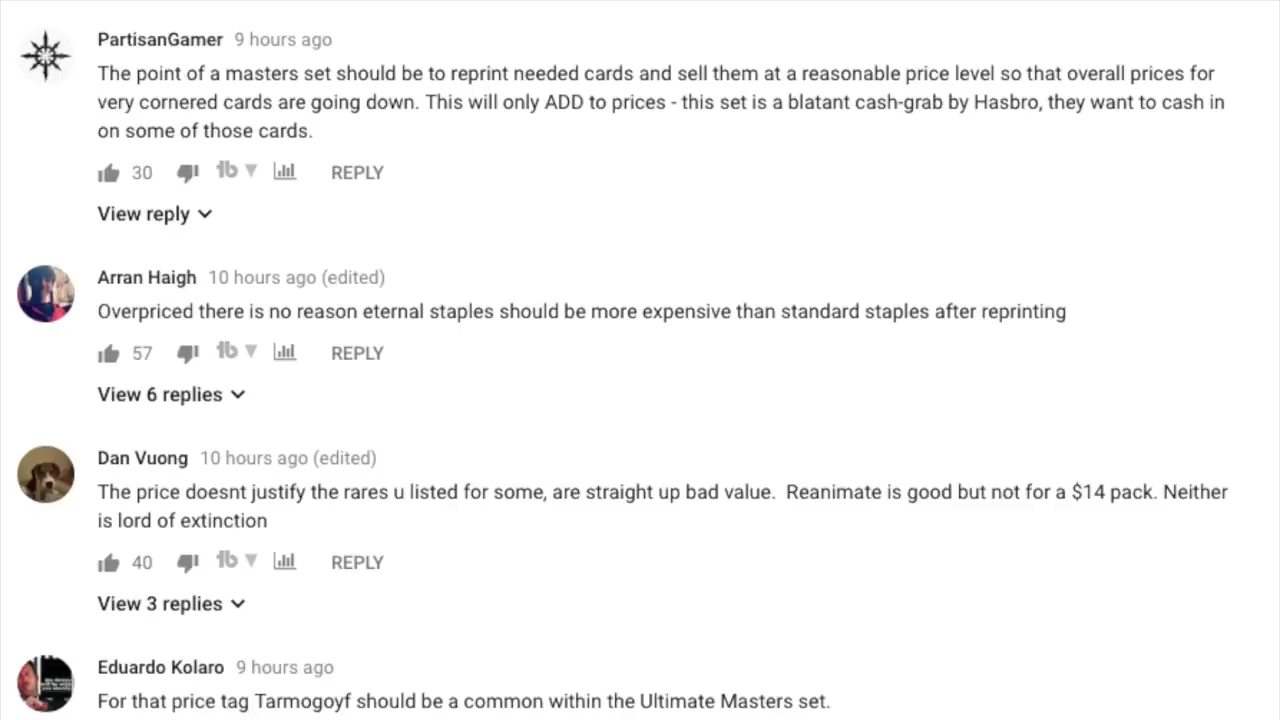 PartisanGamer 9 hours ago
The point of a masters set should be to reprint needed cards and sell them at a reasonable price level so that overall prices for
very cornered cards are going down. This will only ADD to prices - this set is a blatant cash-grab by Hasbro, they want to cash in
on some of those cards.
30 REPLY
View reply
Arran Haigh 10 hours ago (edited)
Overpriced there is no reason eternal staples should be more expensive than standard staples after reprinting
57 REPLY
View 6 replies
Dan Vuong 10 hours ago (edited)
The price doesnt justify the rares u listed for some, are straight up bad value. Reanimate is good but not for a $14 pack. Neither
is lord of extinction
40 REPLY
View 3 replies
Eduardo Kolaro 9 hours ago
For that price tag Tarmogoyf should be a common within the Ultimate Masters set.